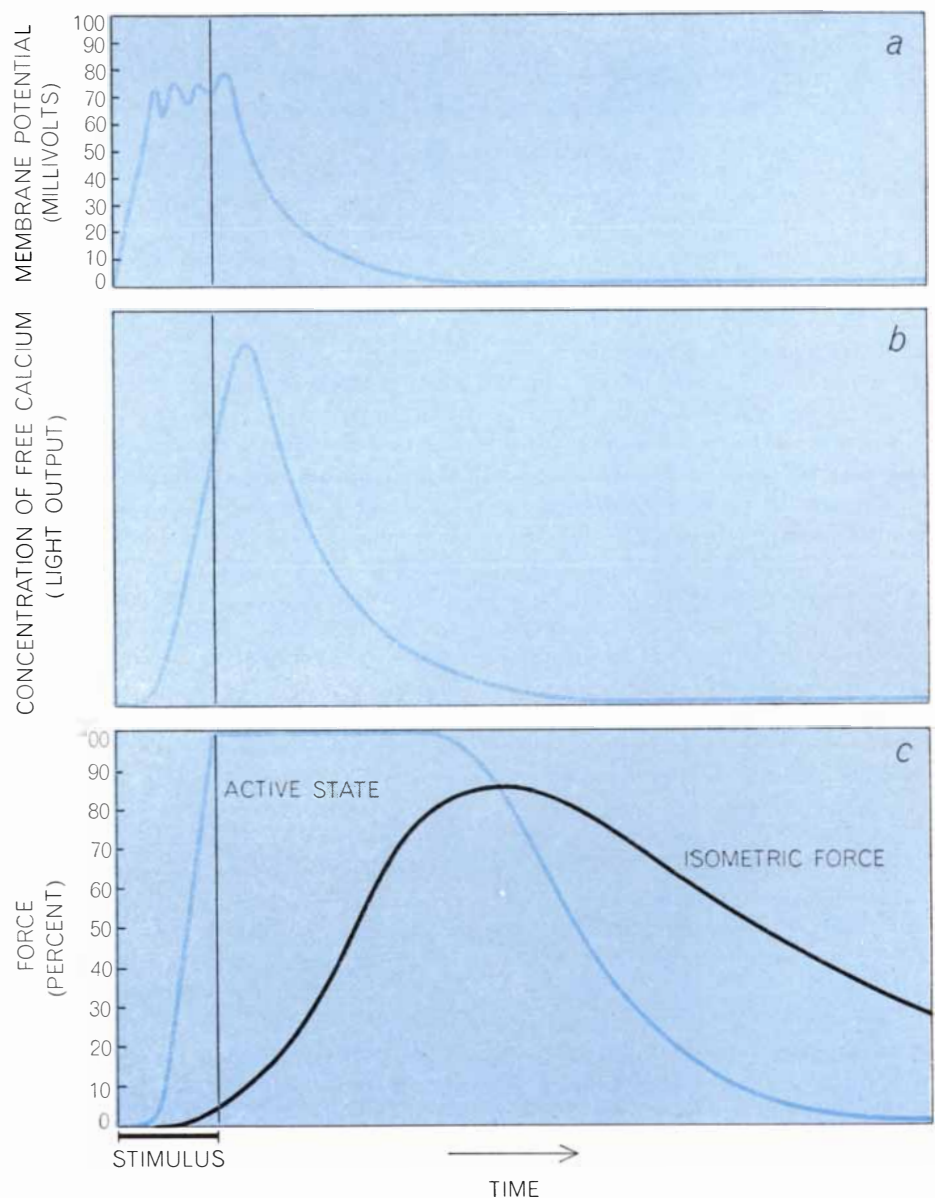 MEMBRANE POTENTIAL
(MILLIVOLTS)
100
90
80
70
60
50
40
30
20
10
0
a
CONCENTRATION OF FREE CALCIUM
(LIGHT OUTPUT)
b
FORCE
(PERCENT)
00
90
80
70
60
50
40
30
20
10
0
c
ACTIVE STATE
ISOMETRIC FORCE
STIMULUS
TIME